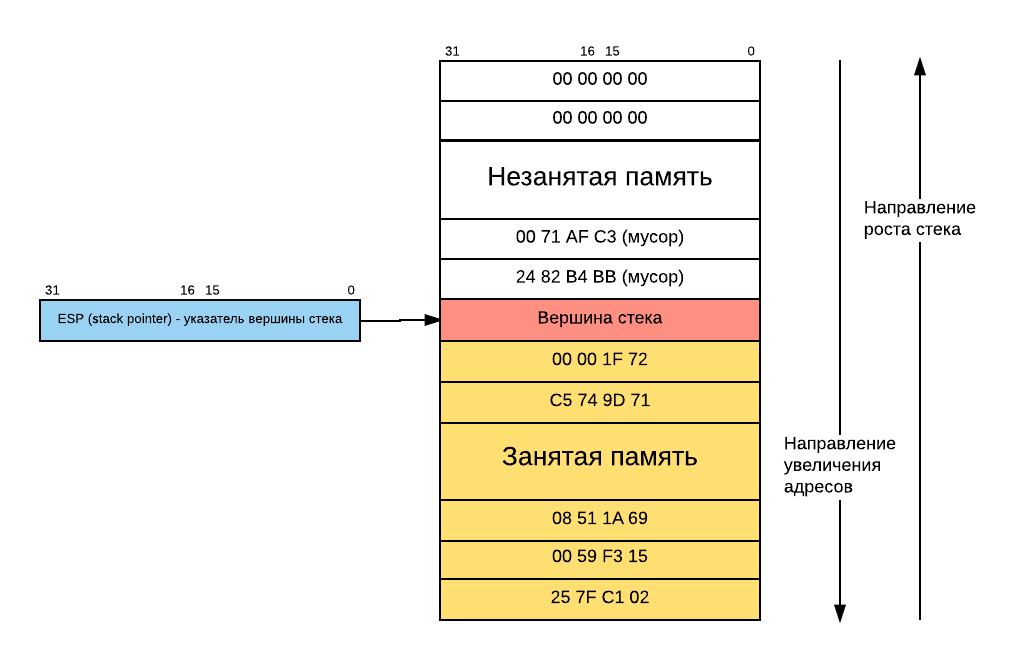 31 16 15 0
00 00 00 00
00 00 00 00
Незанятая память
00 71 AF C3 (мусор)
24 82 B4 BB (мусор)
31 16 15 0
ESP (stack pointer) - указатель вершины стека
Вершина стека
00 00 1F 72
C5 74 9D 71
Занятая память
08 51 1A 69
00 59 F3 15
25 7F C1 02
Направление
роста стека
Направление
увеличения
адресов